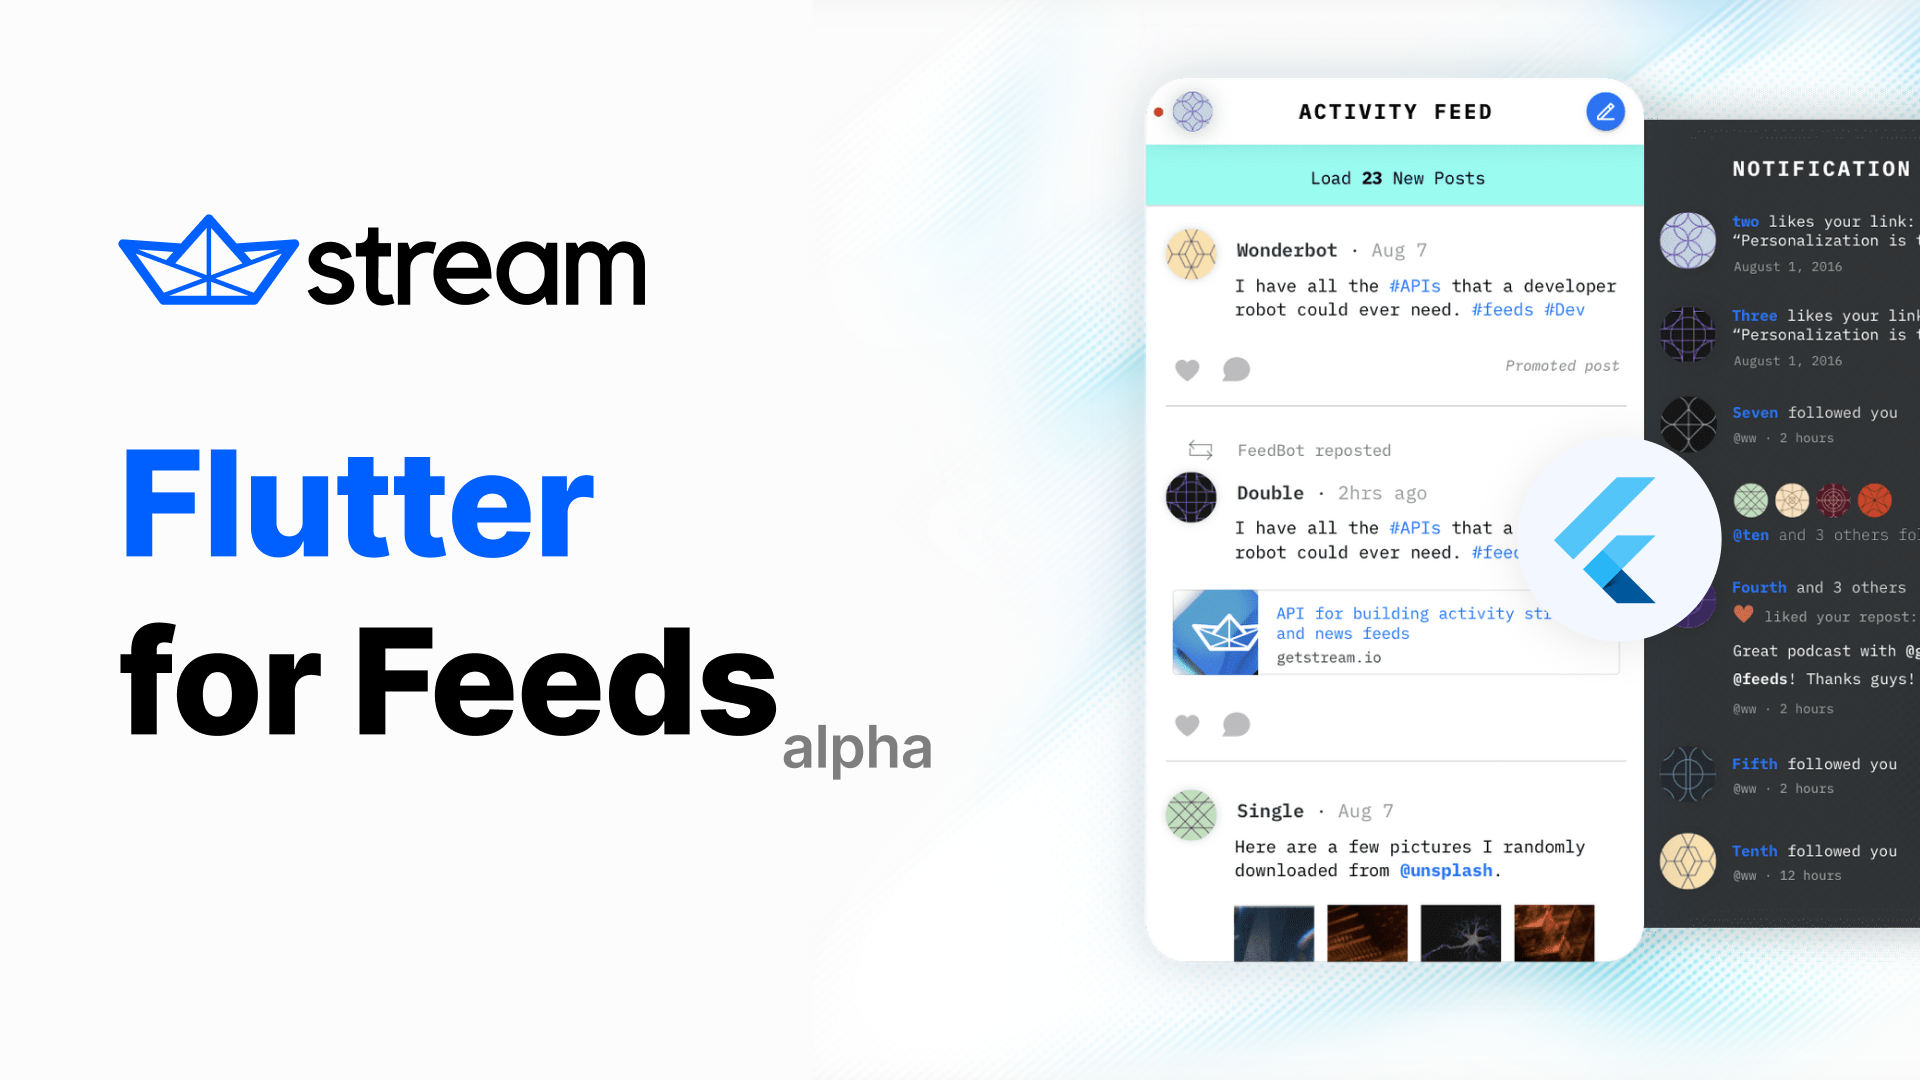 stream
Flutter
for Feeds
alpha
ACTIVITY FEED
Load 23 New Posts
Wonderbot · Aug 7
I have all the #APIs that a developer
robot could ever need. #feeds #Dev
Promoted post
FeedBot reposted
Double · 2hrs ago
I have all the #APIs that a
robot could ever need. #feed
API for building activity str
and news feeds
getstream.io
Single · Aug 7
Here are a few pictures I randomly
downloaded from @unsplash.
NOTIFICATION
two likes your link:
“Personalization is t
August 1, 2016
Three likes your link
“Personalization is t
August 1, 2016
Seven followed you
@ww · 2 hours
@ten and 3 others fol
Fourth and 3 others
liked your repost:
Great podcast with @g
@feeds! Thanks guys!
@ww · 2 hours
Fifth followed you
@ww · 2 hours
Tenth followed you
@ww · 12 hours